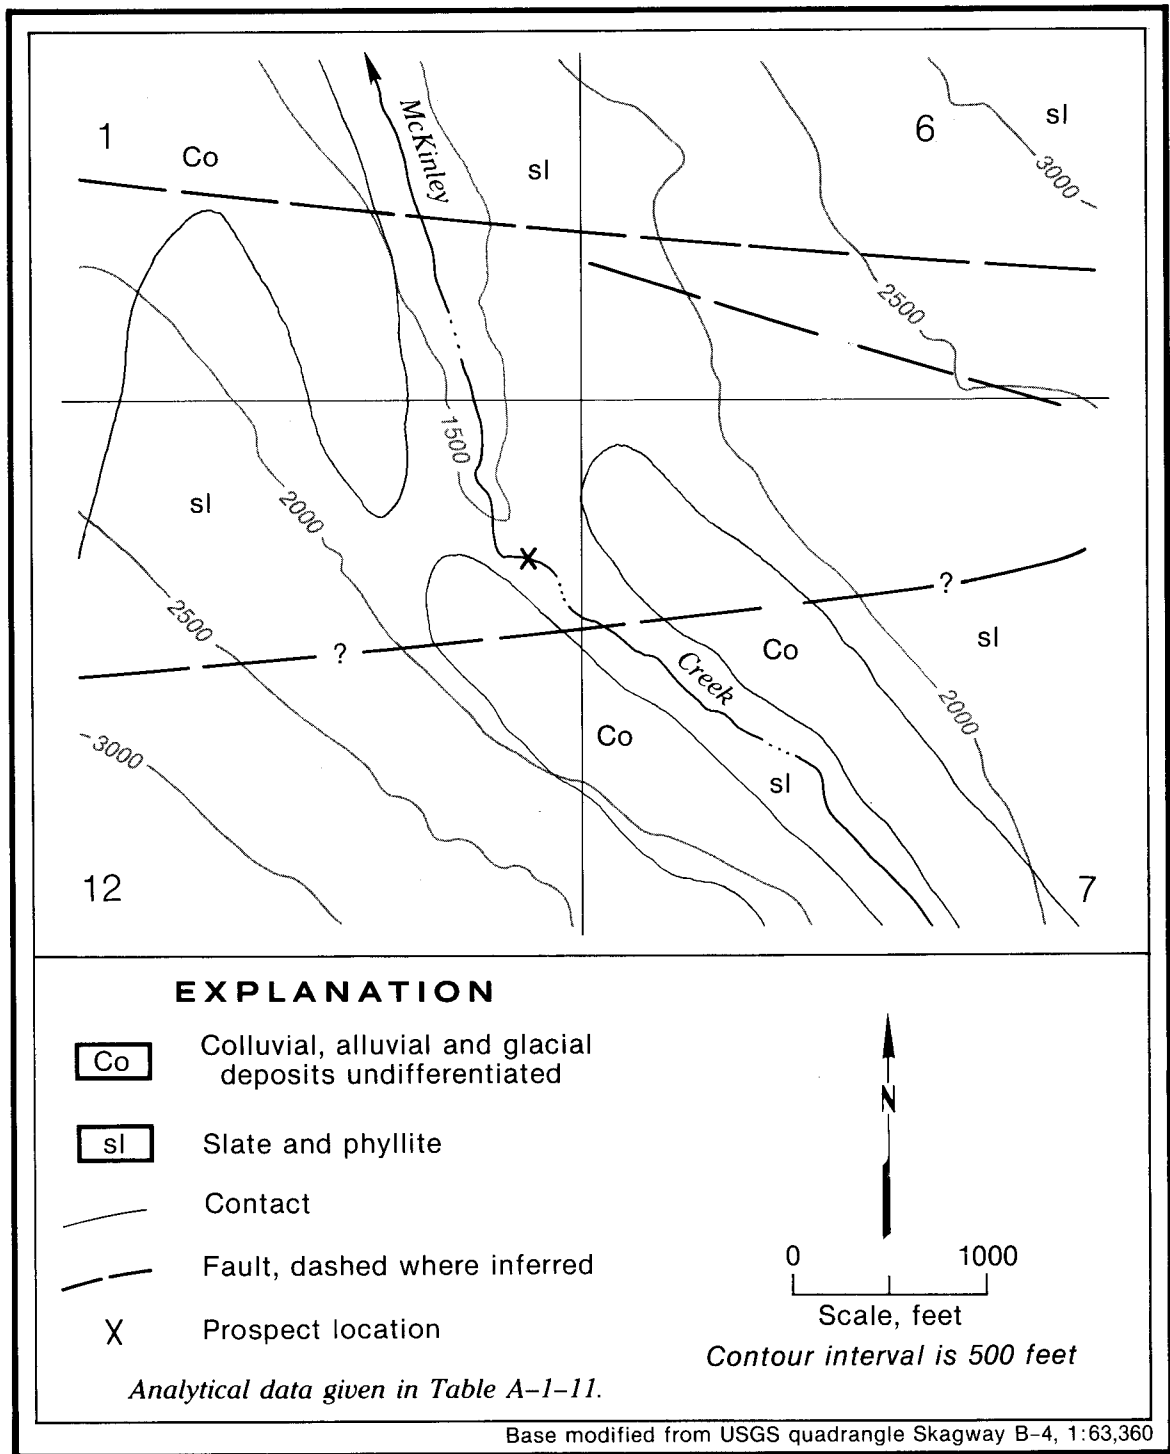 1
Co
McKinley
sl
6
sl
3000
2500
1500
sl
2000
2500
?
3000
Creek
Co
?
sl
2000
Co
sl
12
7
EXPLANATION
Co
Colluvial, alluvial and glacial
deposits undifferentiated
sl
Slate and phyllite
Contact
Fault, dashed where inferred
X
Prospect location
Analytical data given in Table A-1-11.
N
0 1000
Scale, feet
Contour interval is 500 feet
Base modified from USGS quadrangle Skagway B-4, 1:63,360